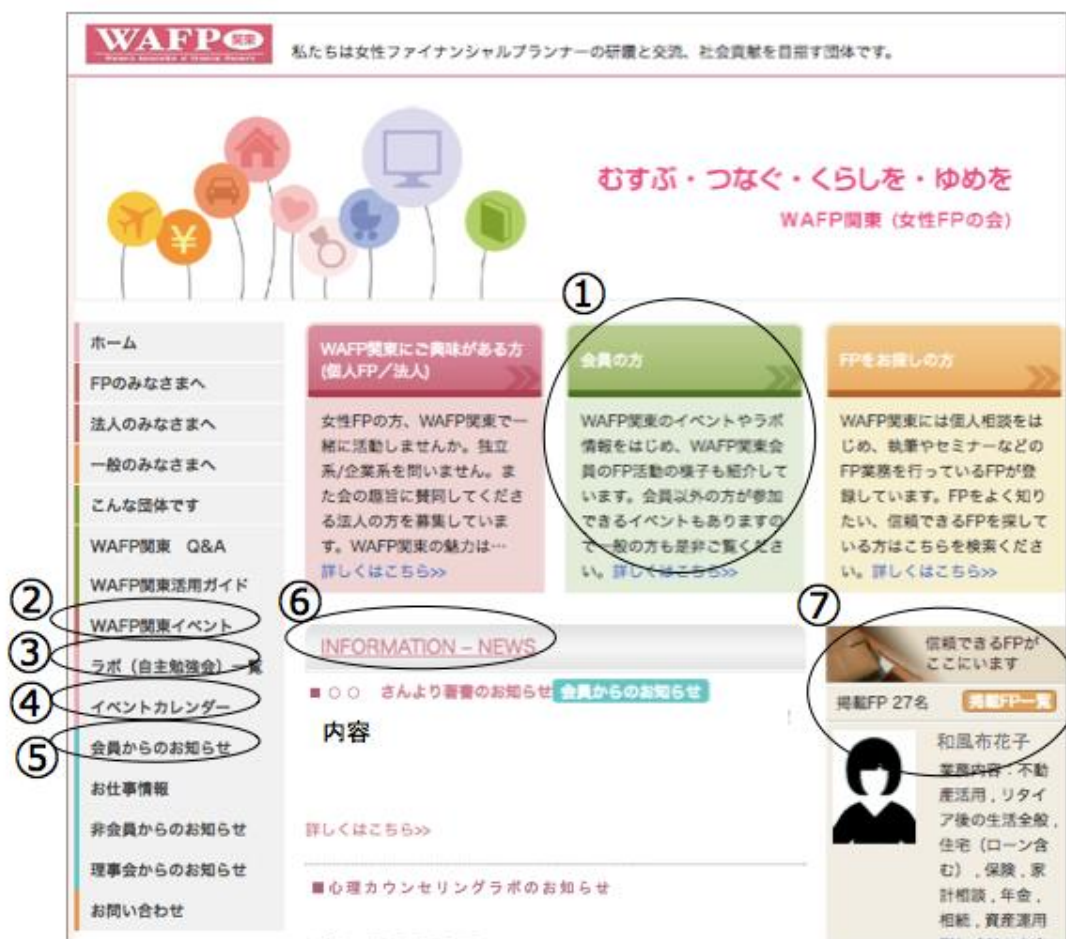 WAFP関東
私たちは女性ファイナンシャルプランナーの研鑽と交流、社会貢献を目指す団体です。
¥
むすぶ・つなぐ・くらしを・ゆめを
WAFP関東 (女性FPの会)
①
ホーム
FPのみなさまへ
法人のみなさまへ
一般のみなさまへ
こんな団体です
WAFP関東 Q&A
WAFP関東活用ガイド
②
WAFP関東イベント
③
ラボ（自主勉強会）一覧
④
イベントカレンダー
⑤
会員からのお知らせ
お仕事情報
非会員からのお知らせ
理事会からのお知らせ
お問い合わせ
WAFP関東にご興味がある方
(個人FP／法人)
女性FPの方、WAFP関東で一
緒に活動しませんか。独立
系/企業系を問いません。ま
た会の趣旨に賛同してくださ
る法人の方を募集していま
す。WAFP関東の魅力は…
詳しくはこちら>>
会員の方
WAFP関東のイベントやラボ
情報をはじめ、WAFP関東会
員のFP活動の様子も紹介して
います。会員以外の方が参加
できるイベントもありますの
で一般の方も是非ご覧くださ
い。詳しくはこちら>>
FPをお探しの方
WAFP関東には個人相談をは
じめ、執筆やセミナーなどの
FP業務を行っているFPが登
録しています。FPをよく知り
たい、信頼できるFPを探して
いる方はこちらを検索くださ
い。詳しくはこちら>>
⑥
INFORMATION – NEWS
■○○ さんより著書のお知らせ 会員からのお知らせ
内容
詳しくはこちら>>
■心理カウンセリングラボのお知らせ
⑦
信頼できるFPが
ここにいます
掲載FP 27名 掲載FP一覧
和風布花子
業務内容：不動
産活用 , リタイ
ア後の生活全般 ,
住宅（ローン含
む） , 保険 , 家
計相談 , 年金 ,
相続 , 資産運用